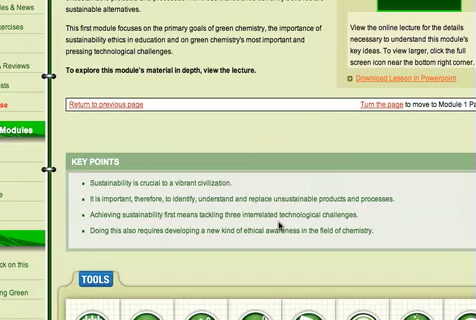 les & News
xercises
& Reviews
sts
se
Modules
e
ck on this
ng Green
sustainable alternatives.
This first module focuses on the primary goals of green chemistry, the importance of
sustainability ethics in education and on green chemistry's most important and
pressing technological challenges.
To explore this module's material in depth, view the lecture.
View the online lecture for the details
necessary to understand this module's
key ideas. To view larger, click the full
screen icon near the bottom right corner.
Download Lesson in Powerpoint
Return to previous page
Turn the page to move to Module 1 Pa
KEY POINTS
Sustainability is crucial to a vibrant civilization.
It is important, therefore, to identify, understand and replace unsustainable products and processes.
Achieving sustainability first means tackling three interrelated technological challenges.
Doing this also requires developing a new kind of ethical awareness in the field of chemistry.
TOOLS